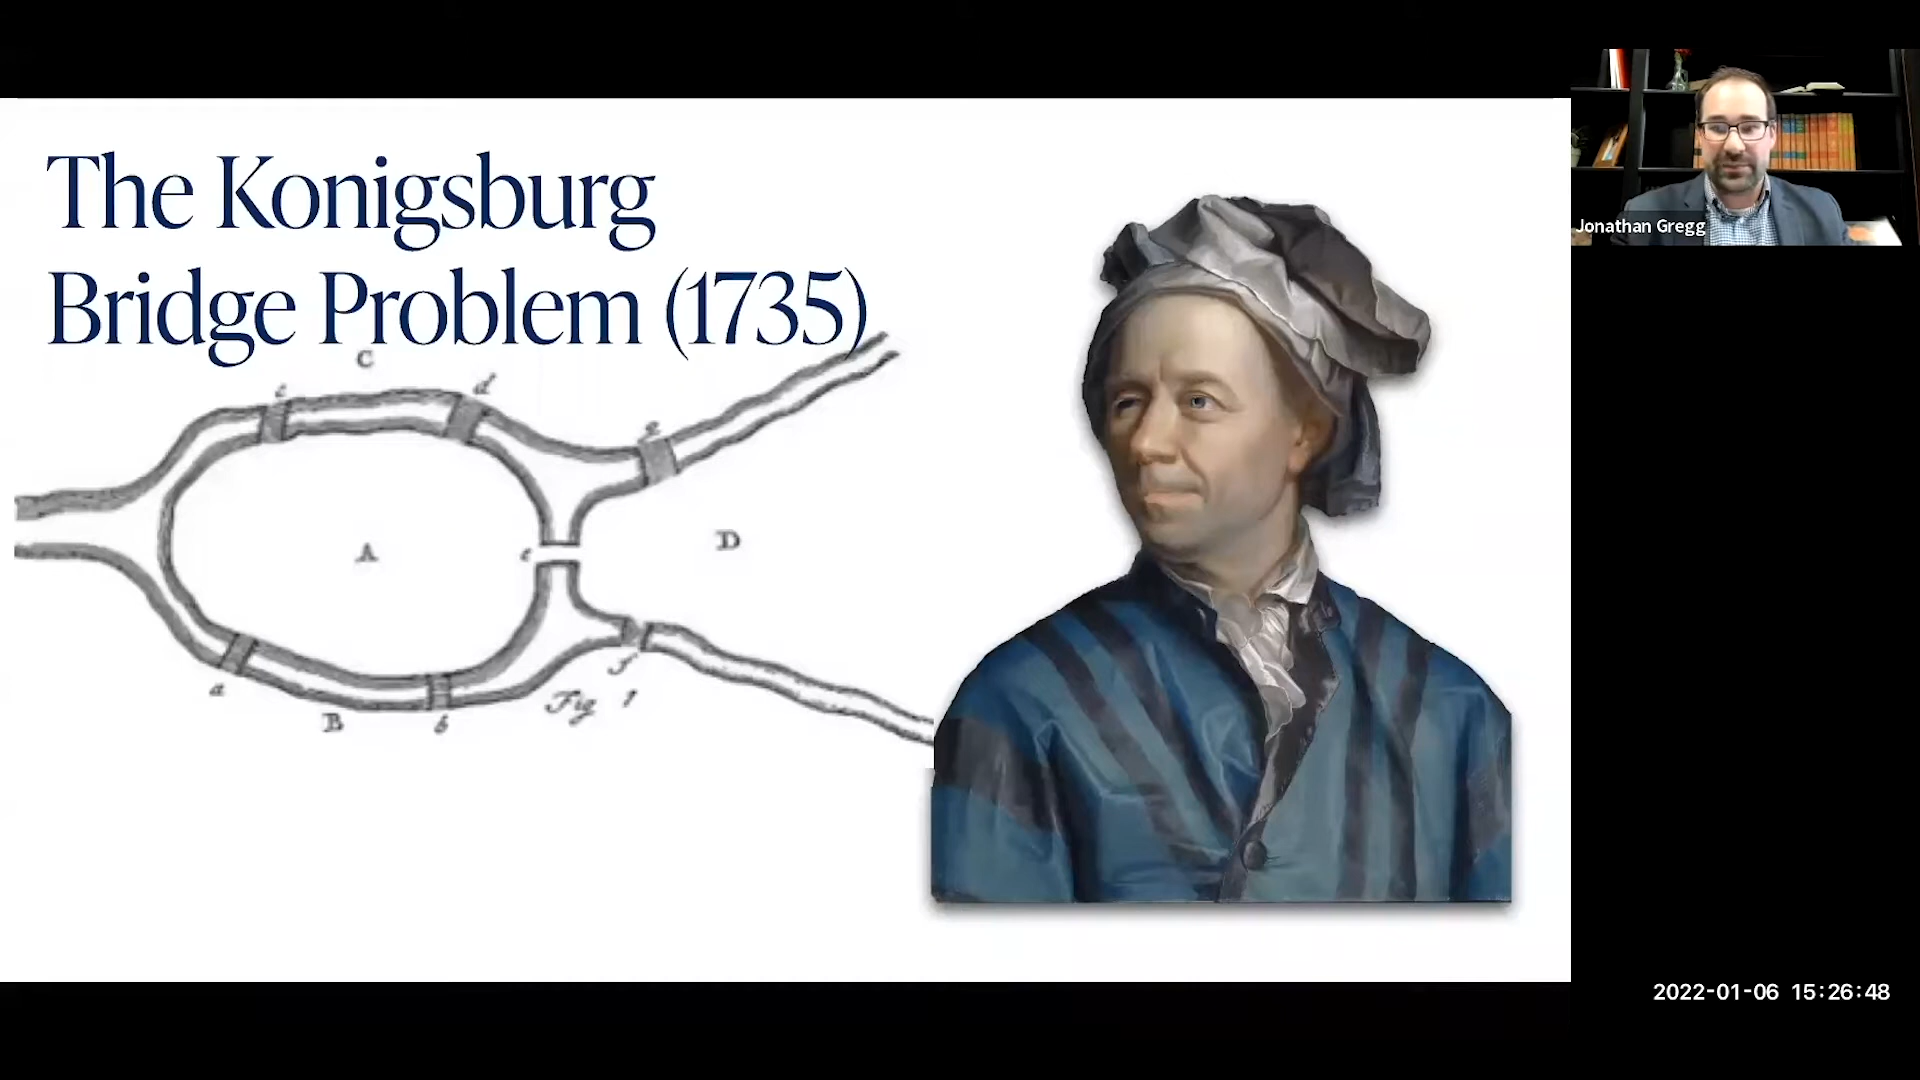 The Konigsburg
Bridge Problem (1735)
C
c
d
g
A
e
D
a
B
b
f
Fig 1
Jonathan Gregg
2022-01-06 15:26:48